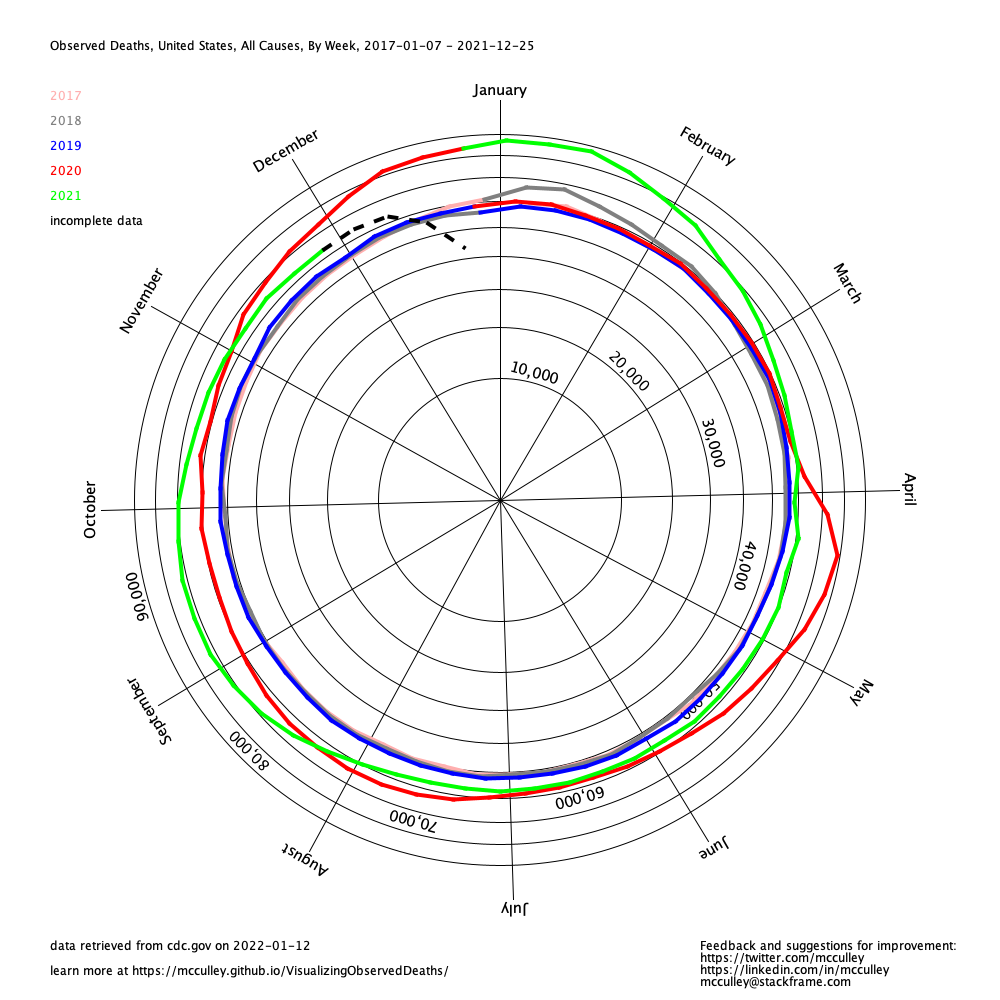 Observed Deaths, United States, All Causes, By Week, 2017-01-07 - 2021-12-25
January
2017
2018
2019
2020
2021
incomplete data
December
February
November
March
10,000
20,000
30,000
October
April
40,000
90,000
50,000
September
May
80,000
60,000
70,000
August
June
July
data retrieved from cdc.gov on 2022-01-12
learn more at https://mcculley.github.io/VisualizingObservedDeaths/
Feedback and suggestions for improvement:
https://twitter.com/mcculley
https://linkedin.com/in/mcculley
mcculley@stackframe.com